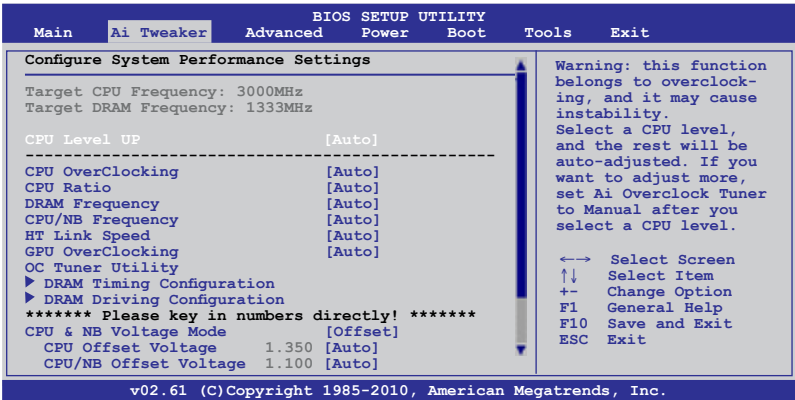 BIOS SETUP UTILITY
Main Ai Tweaker Advanced Power Boot Tools Exit
Configure System Performance Settings
Target CPU Frequency: 3000MHz
Target DRAM Frequency: 1333MHz
CPU Level UP [Auto]
------------------------------------------------
CPU OverClocking [Auto]
CPU Ratio [Auto]
DRAM Frequency [Auto]
CPU/NB Frequency [Auto]
HT Link Speed [Auto]
GPU OverClocking [Auto]
OC Tuner Utility
DRAM Timing Configuration
DRAM Driving Configuration
******* Please key in numbers directly! *******
CPU & NB Voltage Mode [Offset]
CPU Offset Voltage 1.350 [Auto]
CPU/NB Offset Voltage 1.100 [Auto]
Warning: this function
belongs to overclock-
ing, and it may cause
instability.
Select a CPU level,
and the rest will be
auto-adjusted. If you
want to adjust more,
set Ai Overclock Tuner
to Manual after you
select a CPU level.
←→ Select Screen
↑↓ Select Item
+- Change Option
F1 General Help
F10 Save and Exit
ESC Exit
v02.61 (C)Copyright 1985-2010, American Megatrends, Inc.